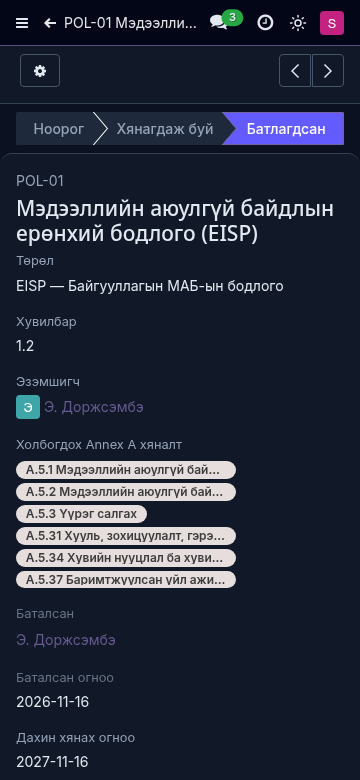 POL-01 Мэдээлли...
3
S
Ноорог
Хянагдаж буй
Батлагдсан
POL-01
Мэдээллийн аюулгүй байдлын
ерөнхий бодлого (EISP)
Төрөл
EISP — Байгууллагын МАБ-ын бодлого
Хувилбар
1.2
Эзэмшигч
Э Э. Доржсэмбэ
Холбогдох Annex A хяналт
A.5.1 Мэдээллийн аюулгүй бай...
A.5.2 Мэдээллийн аюулгүй бай...
A.5.3 Үүрэг салгах
A.5.31 Хууль, зохицуулалт, гэрэ...
A.5.34 Хувийн нууцлал ба хуви...
A.5.37 Баримтжуулсан үйл ажи...
Баталсан
Э. Доржсэмбэ
Баталсан огноо
2026-11-16
Дахин хянах огноо
2027-11-16